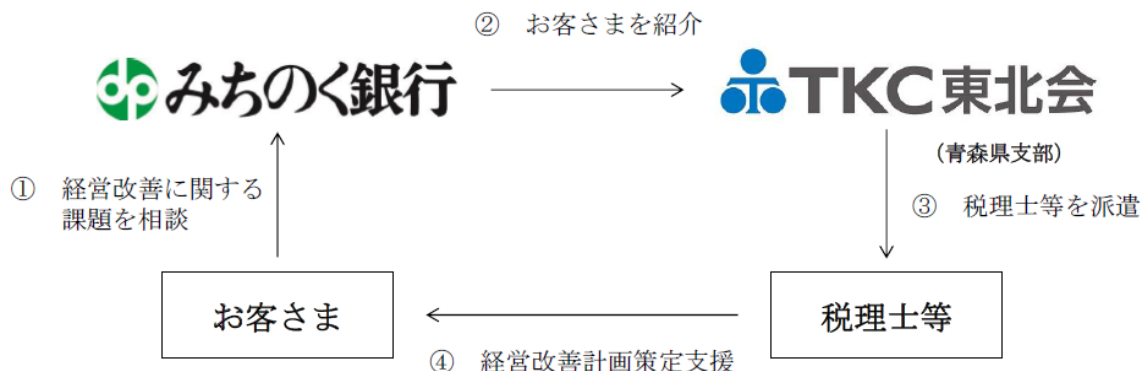 ② お客さまを紹介
dp みちのく銀行
TKC東北会
(青森県支部)
① 経営改善に関する
課題を相談
③ 税理士等を派遣
お客さま
税理士等
④ 経営改善計画策定支援